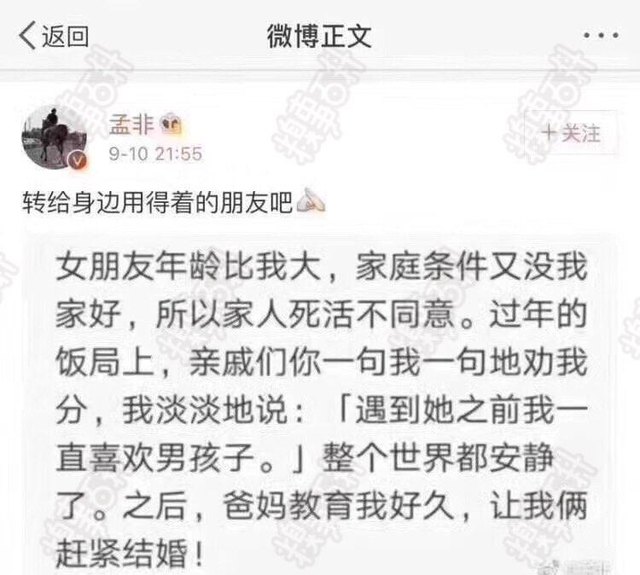 返回
微博正文
孟非
9-10 21:55
+关注
转给身边用得着的朋友吧
女朋友年龄比我大，家庭条件又没我
家好，所以家人死活不同意。过年的
饭局上，亲戚们你一句我一句地劝我
分，我淡淡地说：「遇到她之前我一
直喜欢男孩子。」整个世界都安静
了。之后，爸妈教育我好久，让我俩
赶紧结婚！